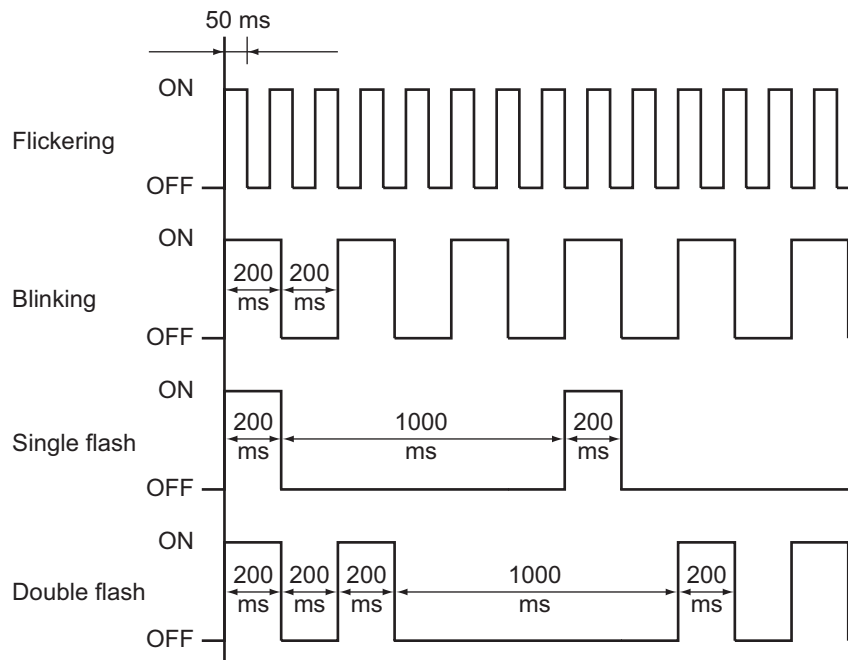 50 ms
ON
Flickering
OFF
ON
200 200
ms ms
Blinking
OFF
ON
200 1000 200
ms ms ms
Single flash
OFF
ON
200 200 200 1000 200
ms ms ms ms ms
Double flash
OFF